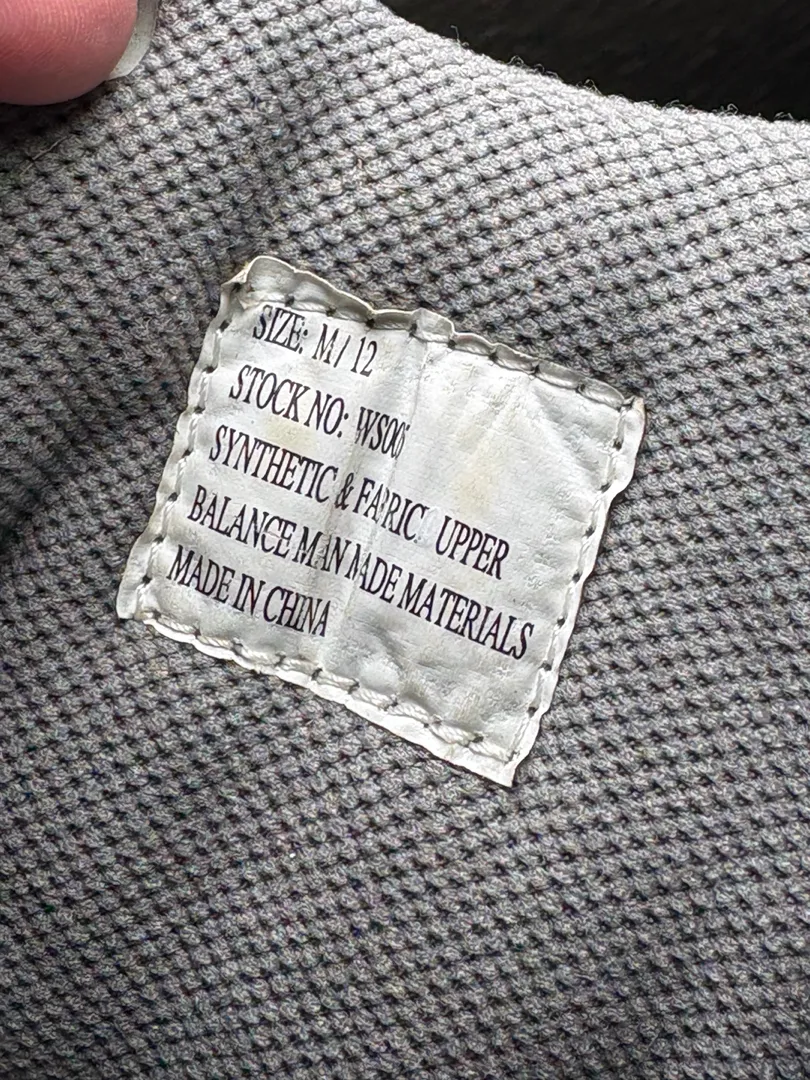 SIZE: M/ 12
STOCK NO:
SYNTHETIC & FABRIC UPPER
BALANCE MAN MADE MATERIALS
MADE IN CHINA